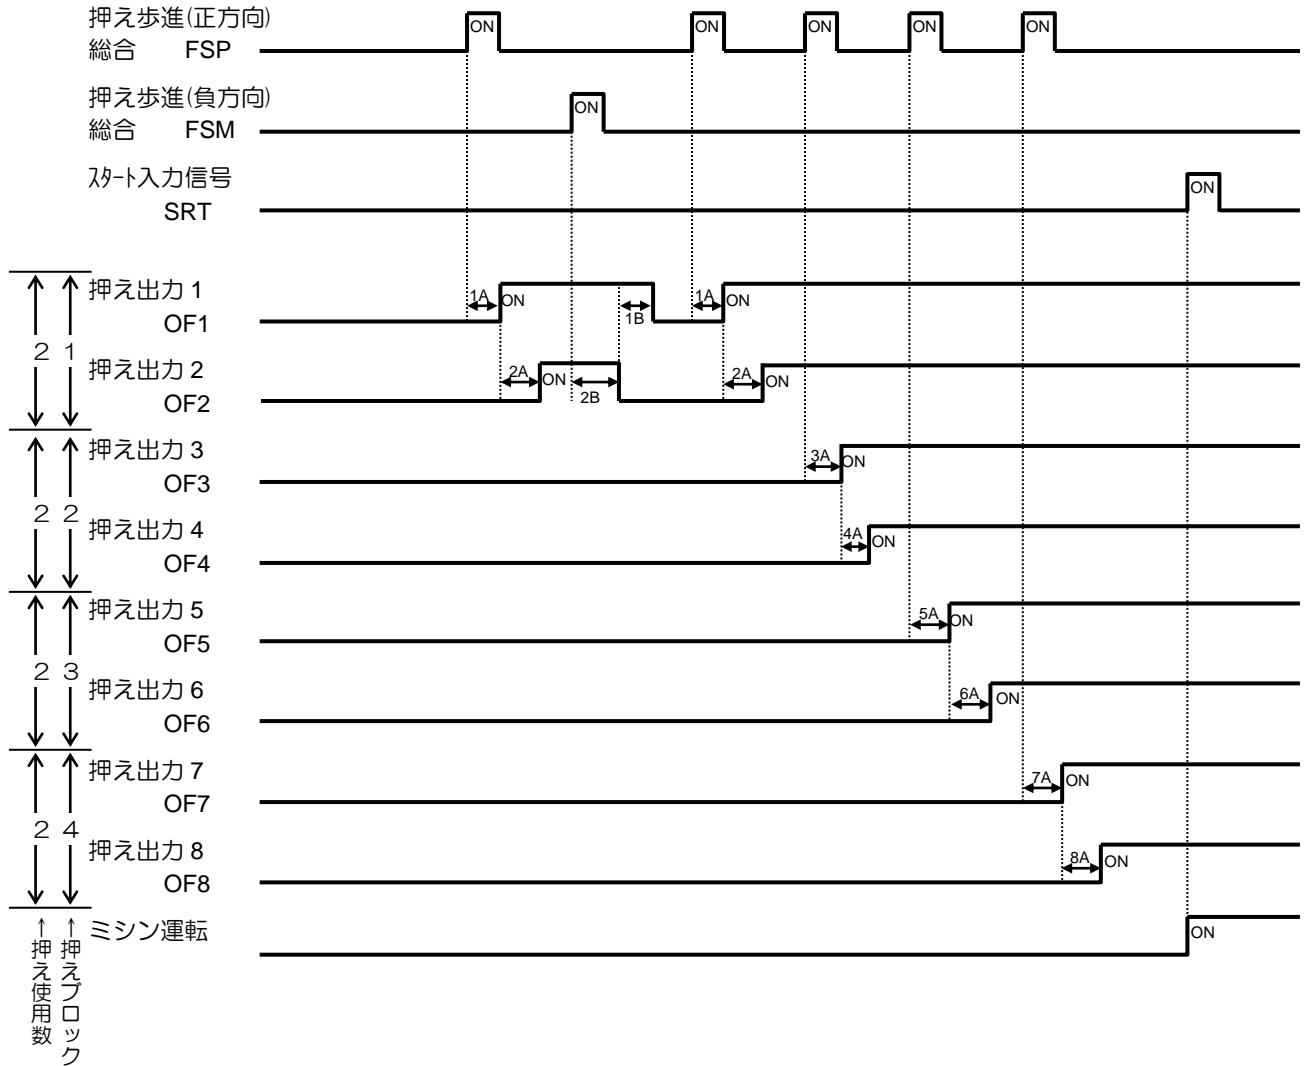 押え歩進(正方向)
ON ON ON ON ON
総合 FSP
押え歩進(負方向)
ON
総合 FSM
ｽﾀｰﾄ入力信号
ON
SRT
押え出力1
1A ON 1B 1A ON
OF1
2 1
押え出力2
2A ON 2B 2A ON
OF2
押え出力3
3A ON
OF3
2 2
押え出力4
4A ON
OF4
押え出力5
5A ON
OF5
2 3
押え出力6
6A ON
OF6
押え出力7
7A ON
OF7
2 4
押え出力8
8A ON
OF8
ミシン運転
ON
↑押え使用数
↑押えブロック